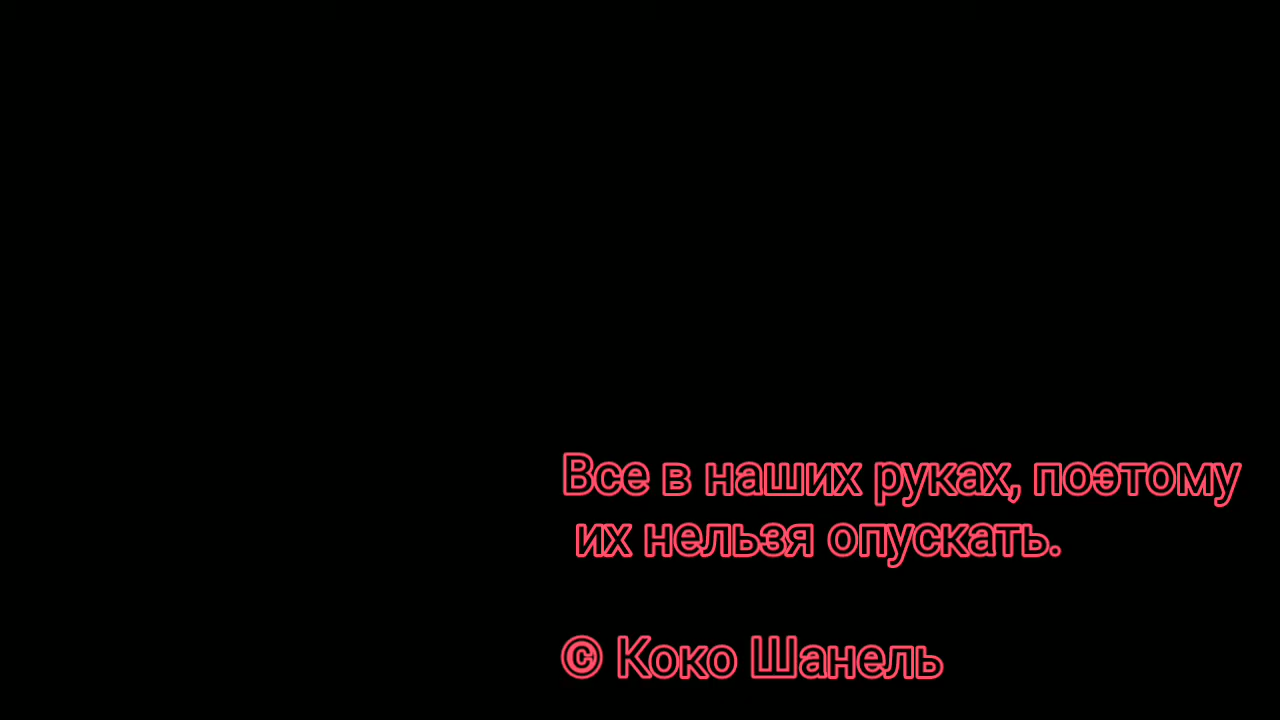 Все в наших руках, поэтому
их нельзя опускать.
© Коко Шанель